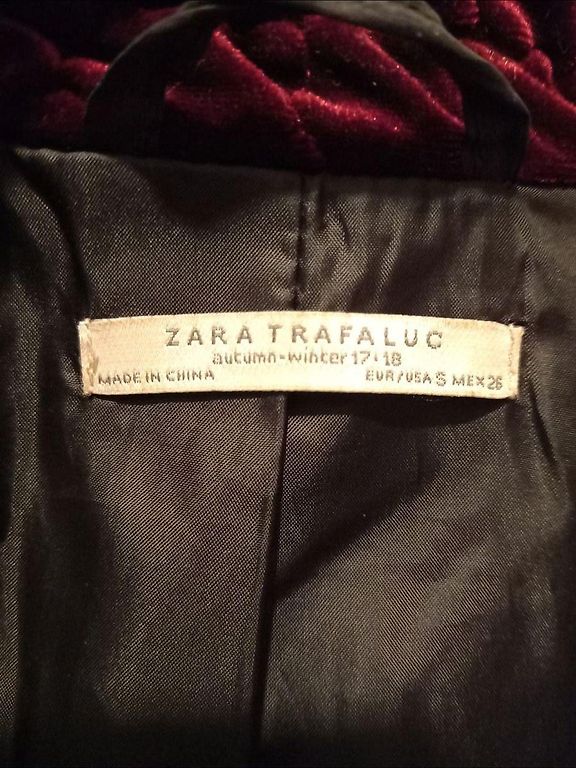 ZARA TRAFALUC
autumn-winter 17·18
MADE IN CHINA EUR/USA S MEX 26